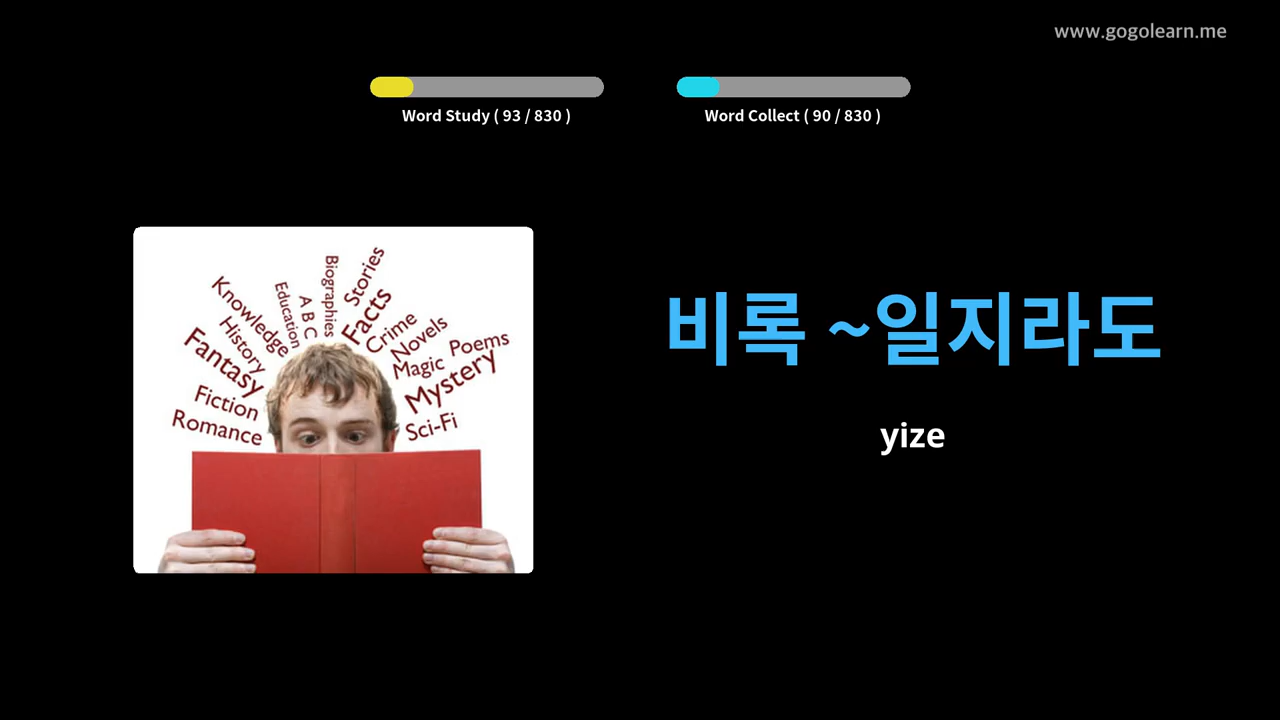 www.gogolearn.me
Word Study ( 93 / 830 )
Word Collect ( 90 / 830 )
Knowledge
Education
A B C
Biographies
Stories
Facts
Crime
Novels
Poems
History
Fantasy
Magic
Mystery
Fiction
Romance
Sci-Fi
비록 ~일지라도
yize